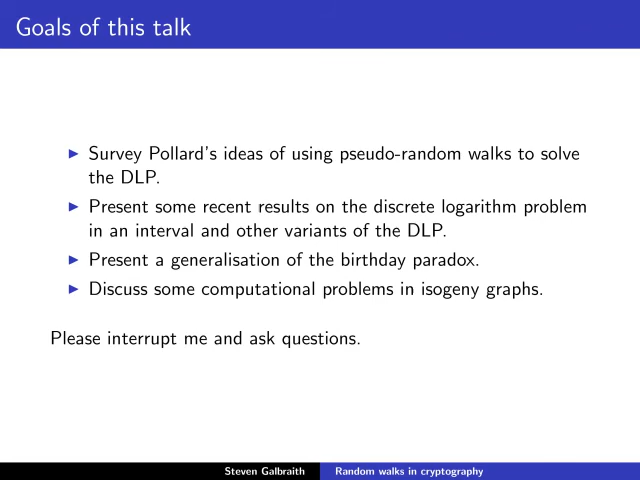 Goals of this talk
▶ Survey Pollard's ideas of using pseudo-random walks to solve
the DLP.
▶ Present some recent results on the discrete logarithm problem
in an interval and other variants of the DLP.
▶ Present a generalisation of the birthday paradox.
▶ Discuss some computational problems in isogeny graphs.
Please interrupt me and ask questions.
Steven Galbraith Random walks in cryptography